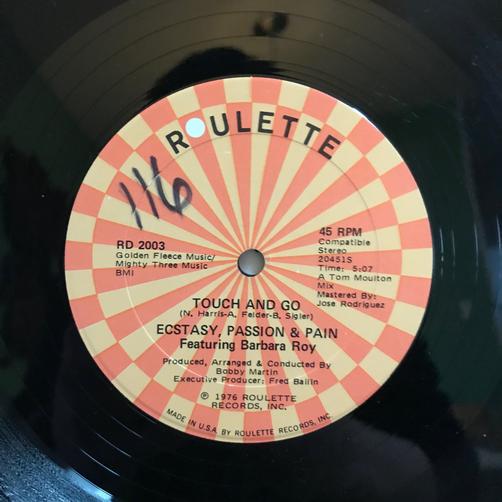 ROULETTE
116
RD 2003
Golden Fleece Music/
Mighty Three Music
BMI
45 RPM
Compatible
Stereo
20451S
Time: 5:07
A Tom Moulton
Mix
Mastered By:
Jose Rodriguez
TOUCH AND GO
(N. Harris-A. Felder-B. Sigler)
ECSTASY, PASSION & PAIN
Featuring Barbara Roy
Produced, Arranged & Conducted By
Bobby Martin
Executive Producer: Fred Bailin
℗ 1976 ROULETTE
RECORDS, INC.
MADE IN U.S.A. BY ROULETTE RECORDS, INC.